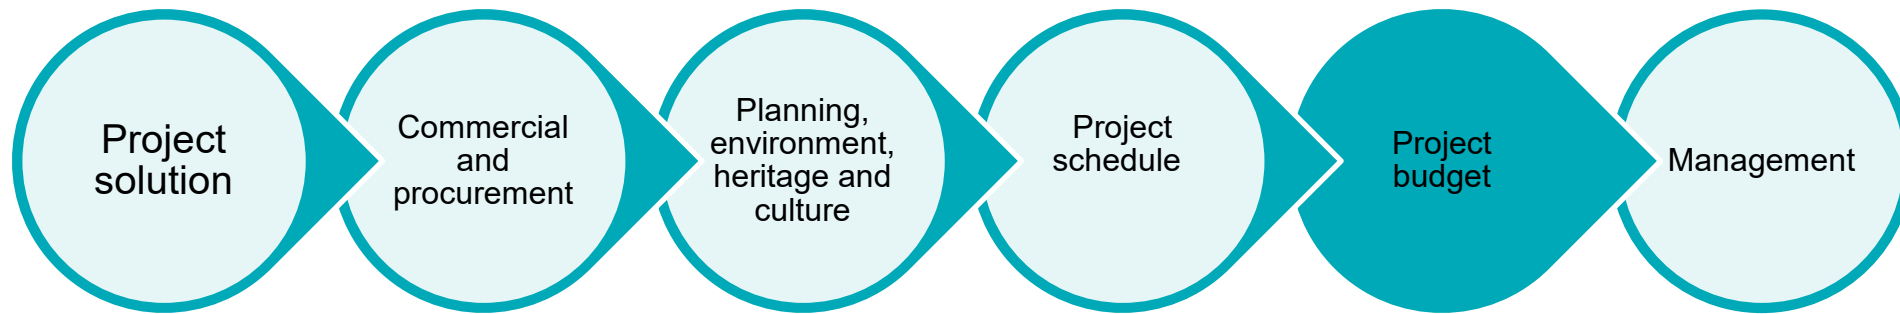 Project
solution
Commercial
and
procurement
Planning,
environment,
heritage and
culture
Project
schedule
Project
budget
Management